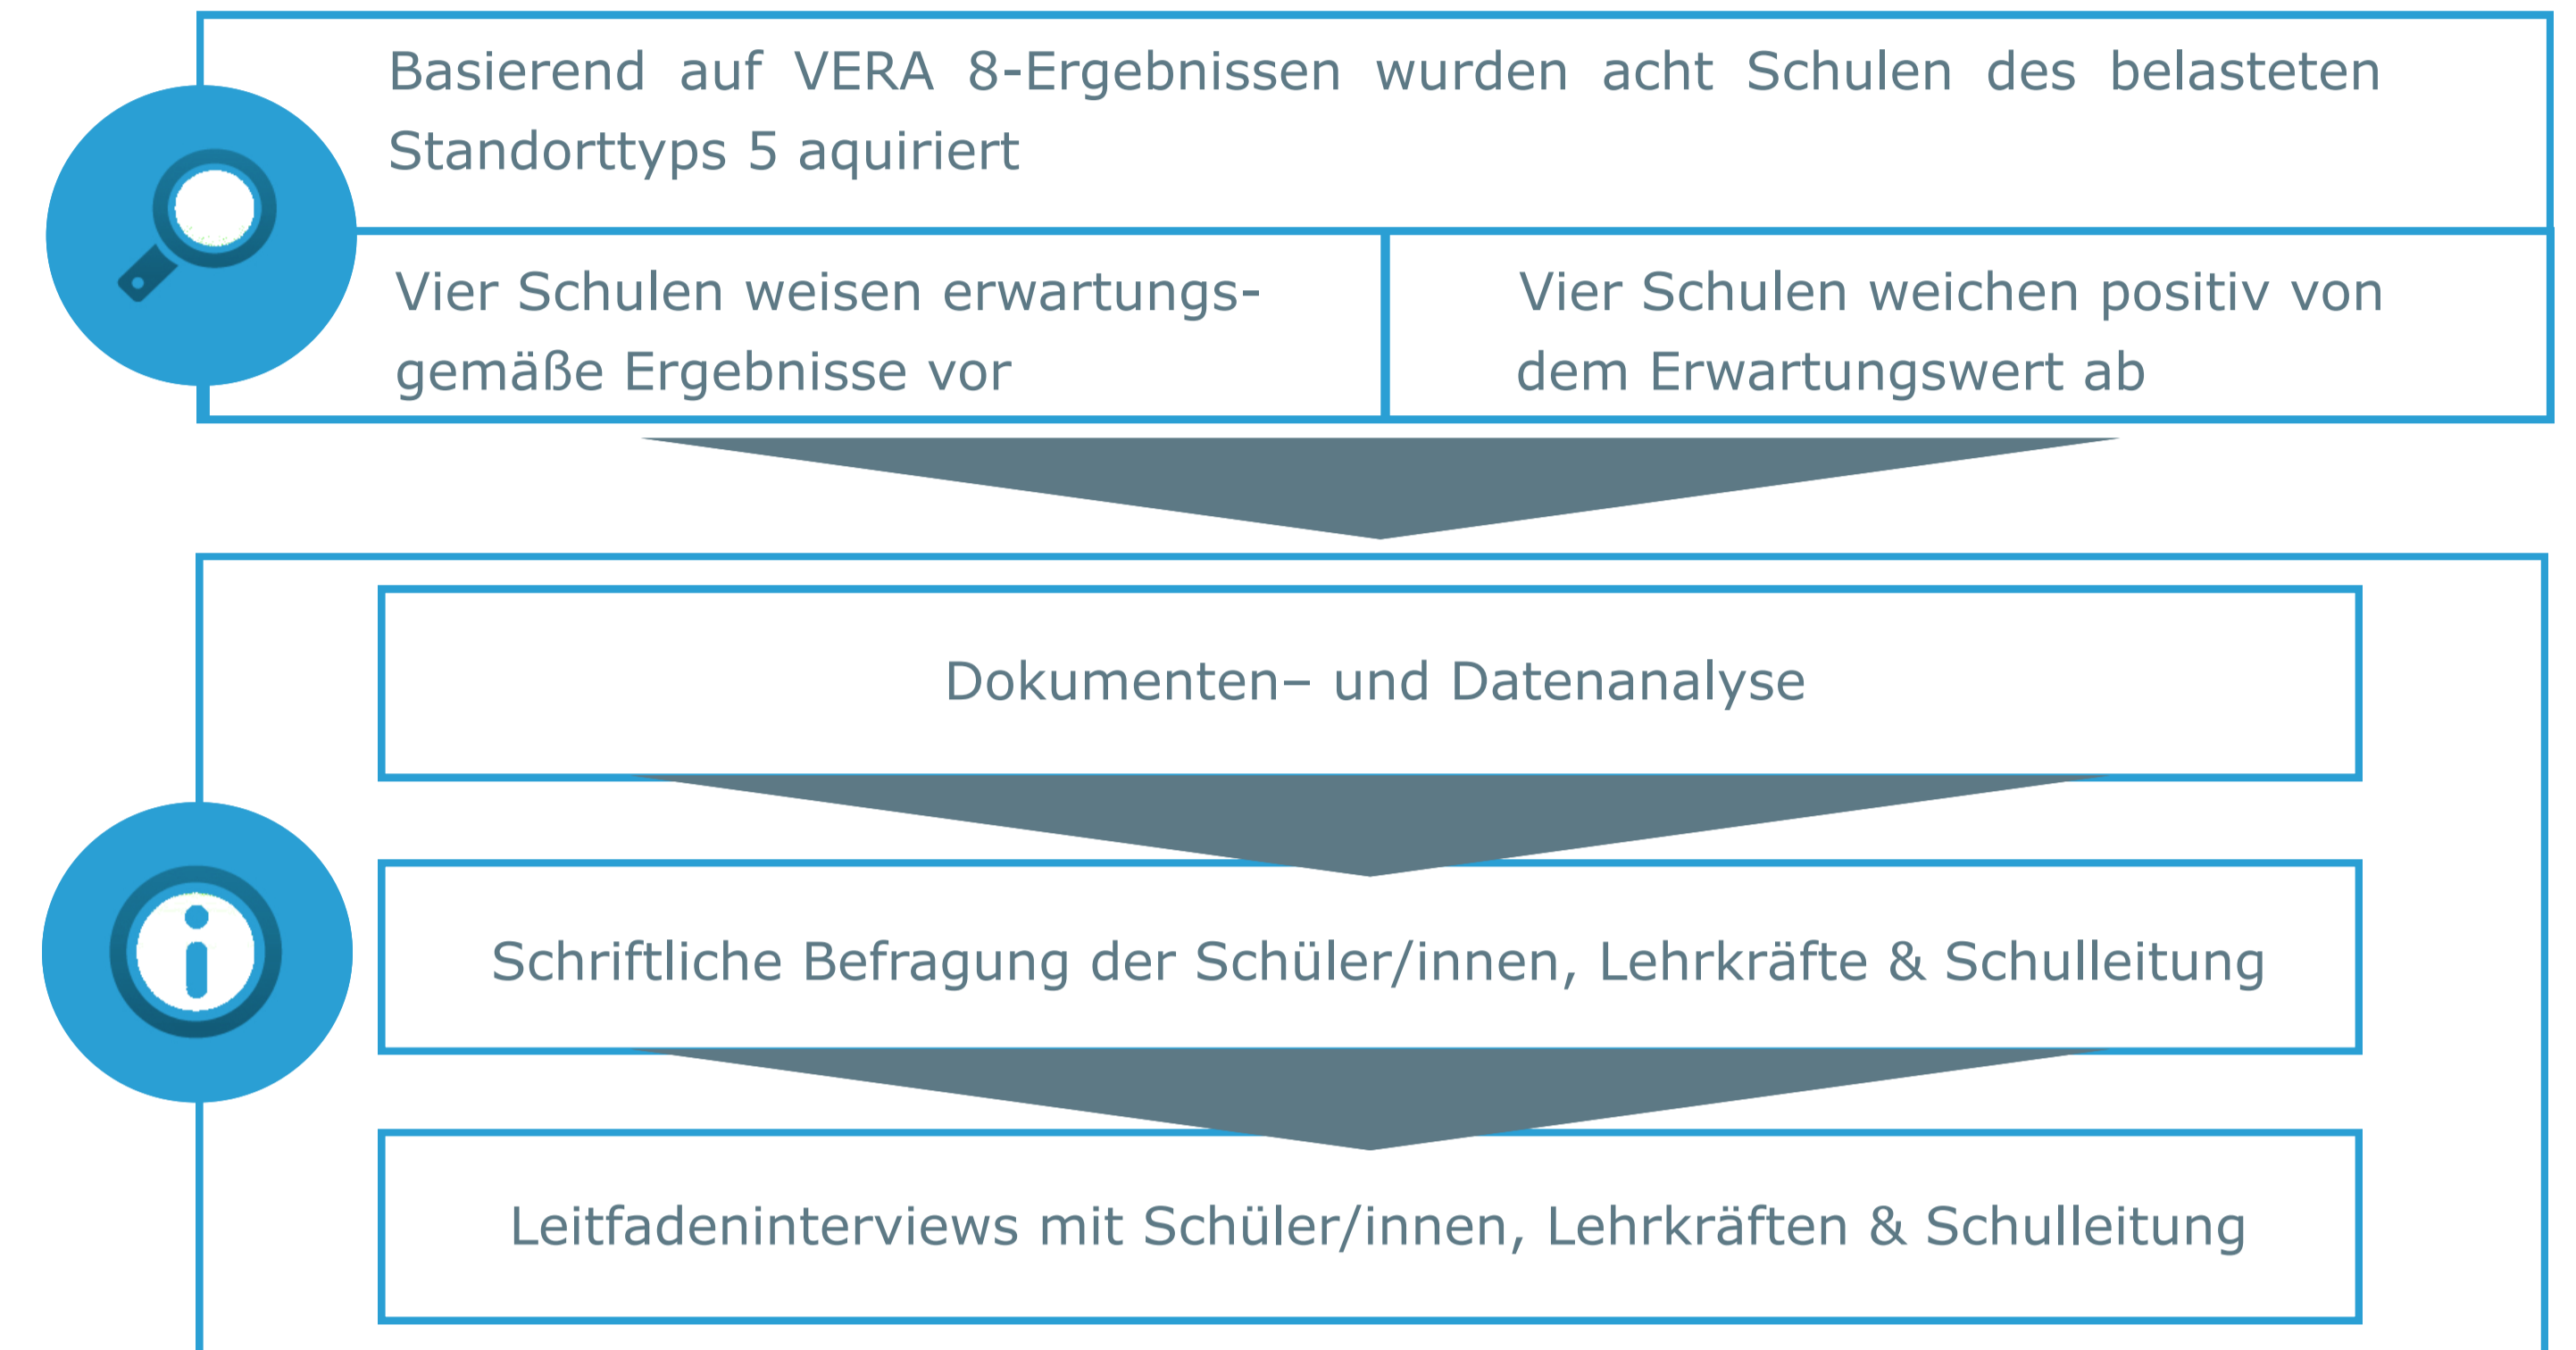 Basierend auf VERA 8-Ergebnissen wurden acht Schulen des belasteten
Standorttyps 5 aquiriert
Vier Schulen weisen erwartungs-
gemäße Ergebnisse vor
Vier Schulen weichen positiv von
dem Erwartungswert ab
Dokumenten– und Datenanalyse
Schriftliche Befragung der Schüler/innen, Lehrkräfte & Schulleitung
Leitfadeninterviews mit Schüler/innen, Lehrkräften & Schulleitung